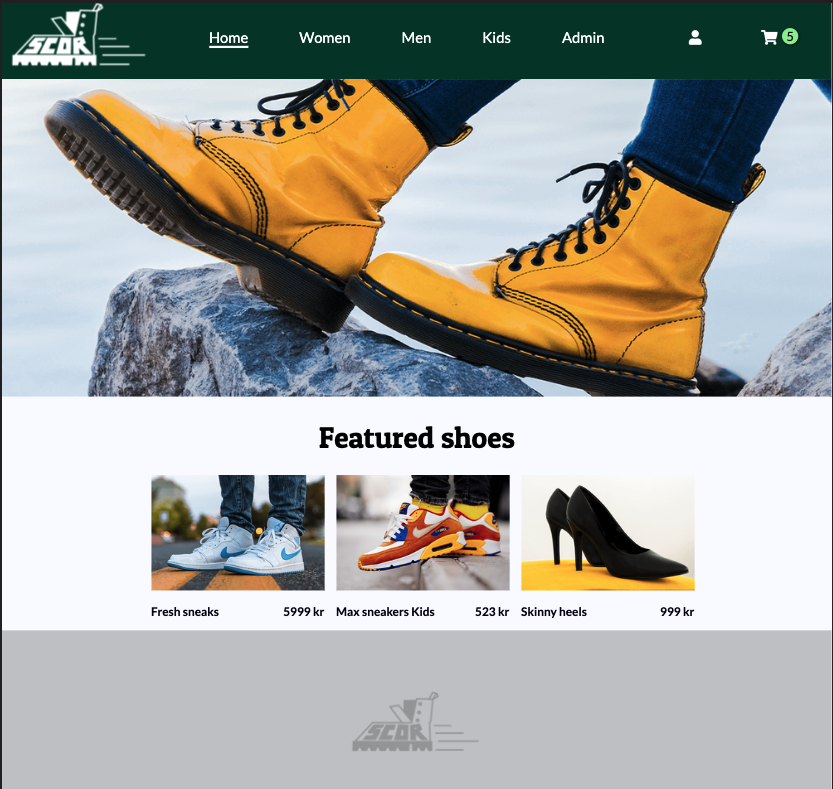 SCOR
Home Women Men Kids Admin 5
Featured shoes
Fresh sneaks 5999 kr Max sneakers Kids 523 kr Skinny heels 999 kr
SCOR